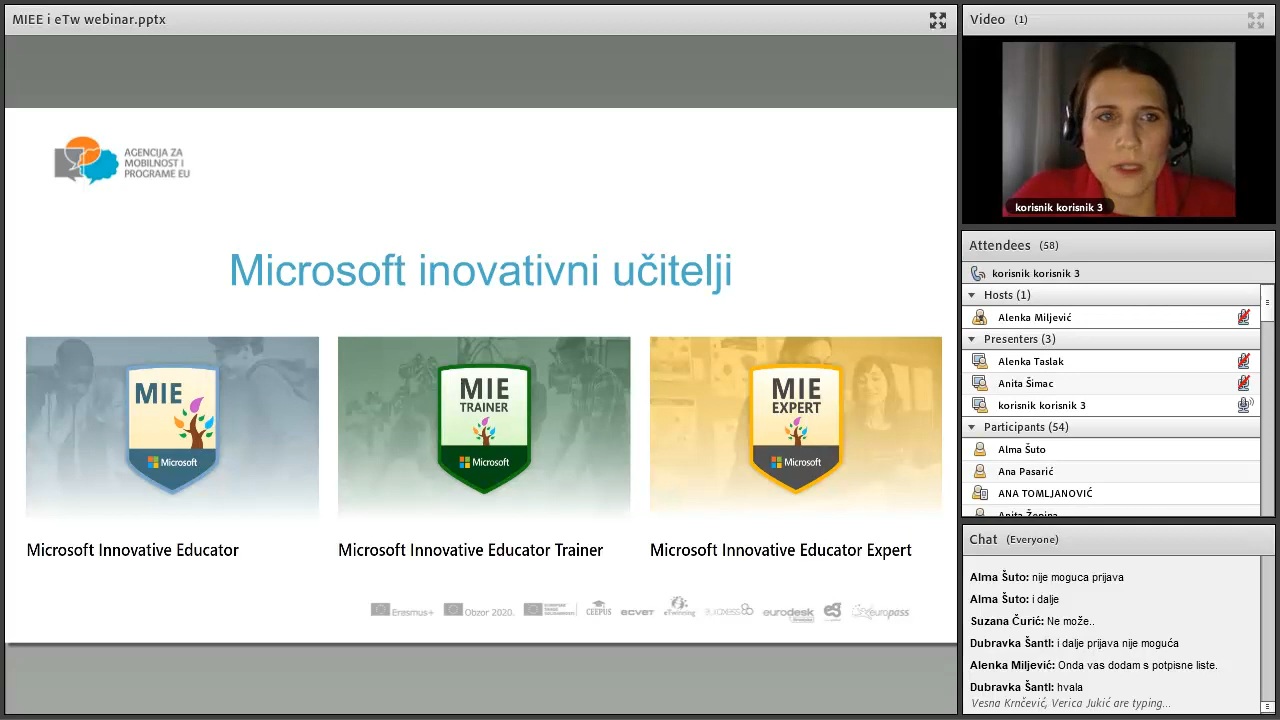 MIEE i eTw webinar.pptx
AGENCIJA ZA
MOBILNOST I
PROGRAME EU
Microsoft inovativni učitelji
MIE
Microsoft
MIE
TRAINER
Microsoft
MIE
EXPERT
Microsoft
Microsoft Innovative Educator
Microsoft Innovative Educator Trainer
Microsoft Innovative Educator Expert
Erasmus+
Obzor 2020.
CEEPUS
ecvet
eTwinning
euraxess
eurodesk
europass
Video (1)
korisnik korisnik 3
Attendees (58)
korisnik korisnik 3
Hosts (1)
Alenka Miljević
Presenters (3)
Alenka Taslak
Anita Šimac
korisnik korisnik 3
Participants (54)
Alma Šuto
Ana Pasarić
ANA TOMLJANOVIĆ
Anita Žepina
Chat (Everyone)
Alma Šuto: nije moguca prijava
Alma Šuto: i dalje
Suzana Ćurić: Ne može..
Dubravka Šantl: i dalje prijava nije moguća
Alenka Miljević: Onda vas dodam s potpisne liste.
Dubravka Šantl: hvala
Vesna Krnčević, Verica Jukić are typing...